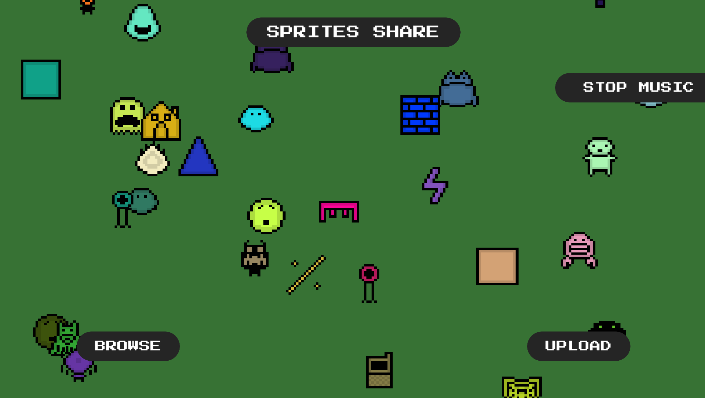 SPRITES SHARE
STOP MUSIC
BROWSE
UPLOAD